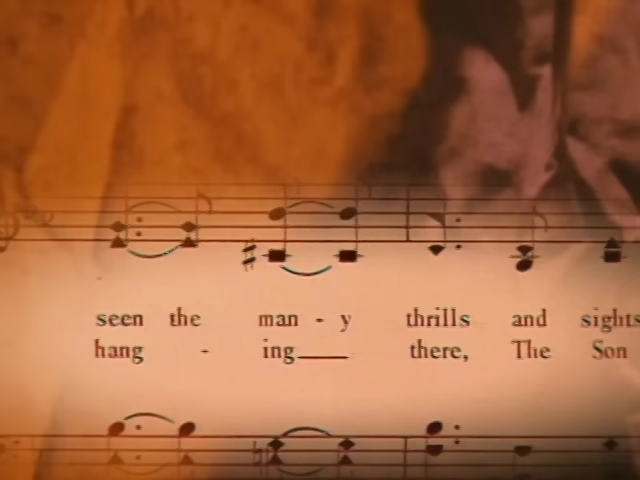 seen the man - y thrills and sights
hang - ing there, The Son